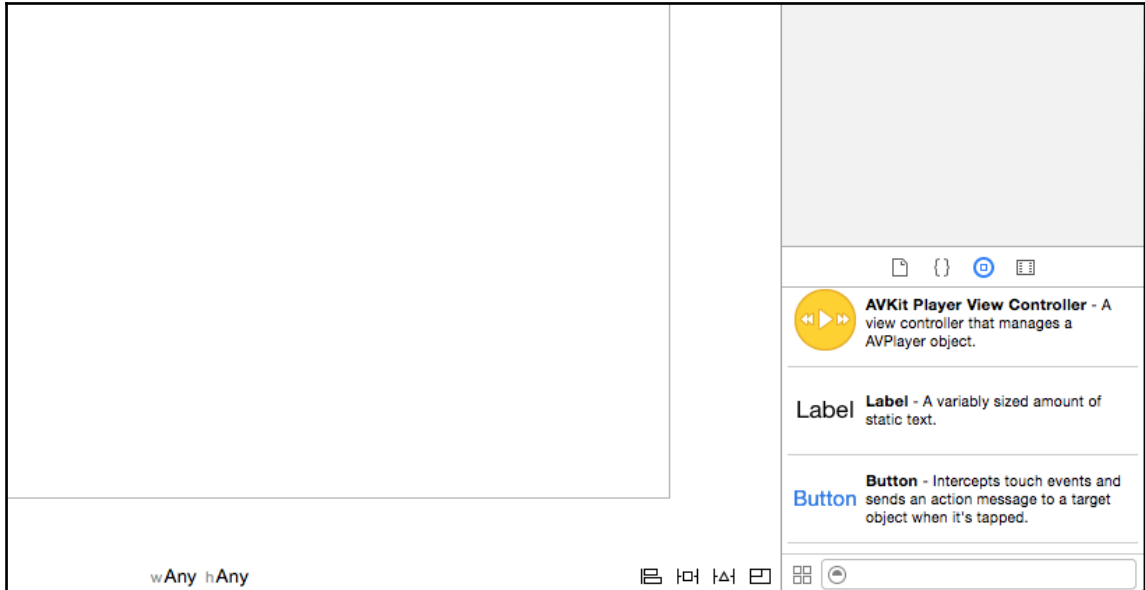 {}
AVKit Player View Controller - A
view controller that manages a
AVPlayer object.
Label
Label - A variably sized amount of
static text.
Button
Button - Intercepts touch events and
sends an action message to a target
object when it's tapped.
wAny hAny